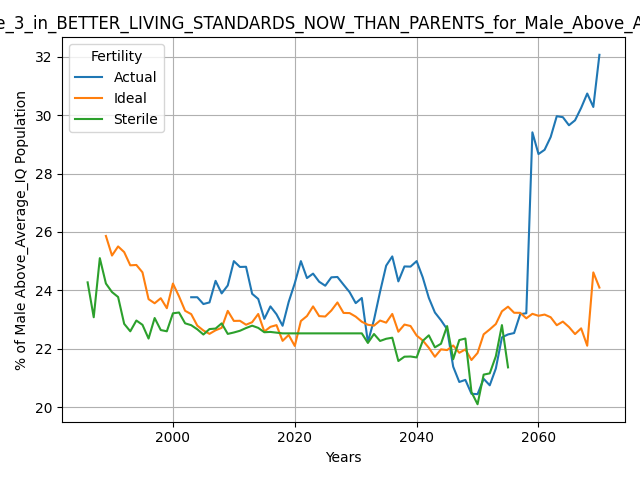 e_3_in_BETTER_LIVING_STANDARDS_NOW_THAN_PARENTS_for_Male_Above_A
Fertility
Actual
Ideal
Sterile
% of Male Above_Average_IQ Population
32
30
28
26
24
22
20
2000 2020 2040 2060
Years